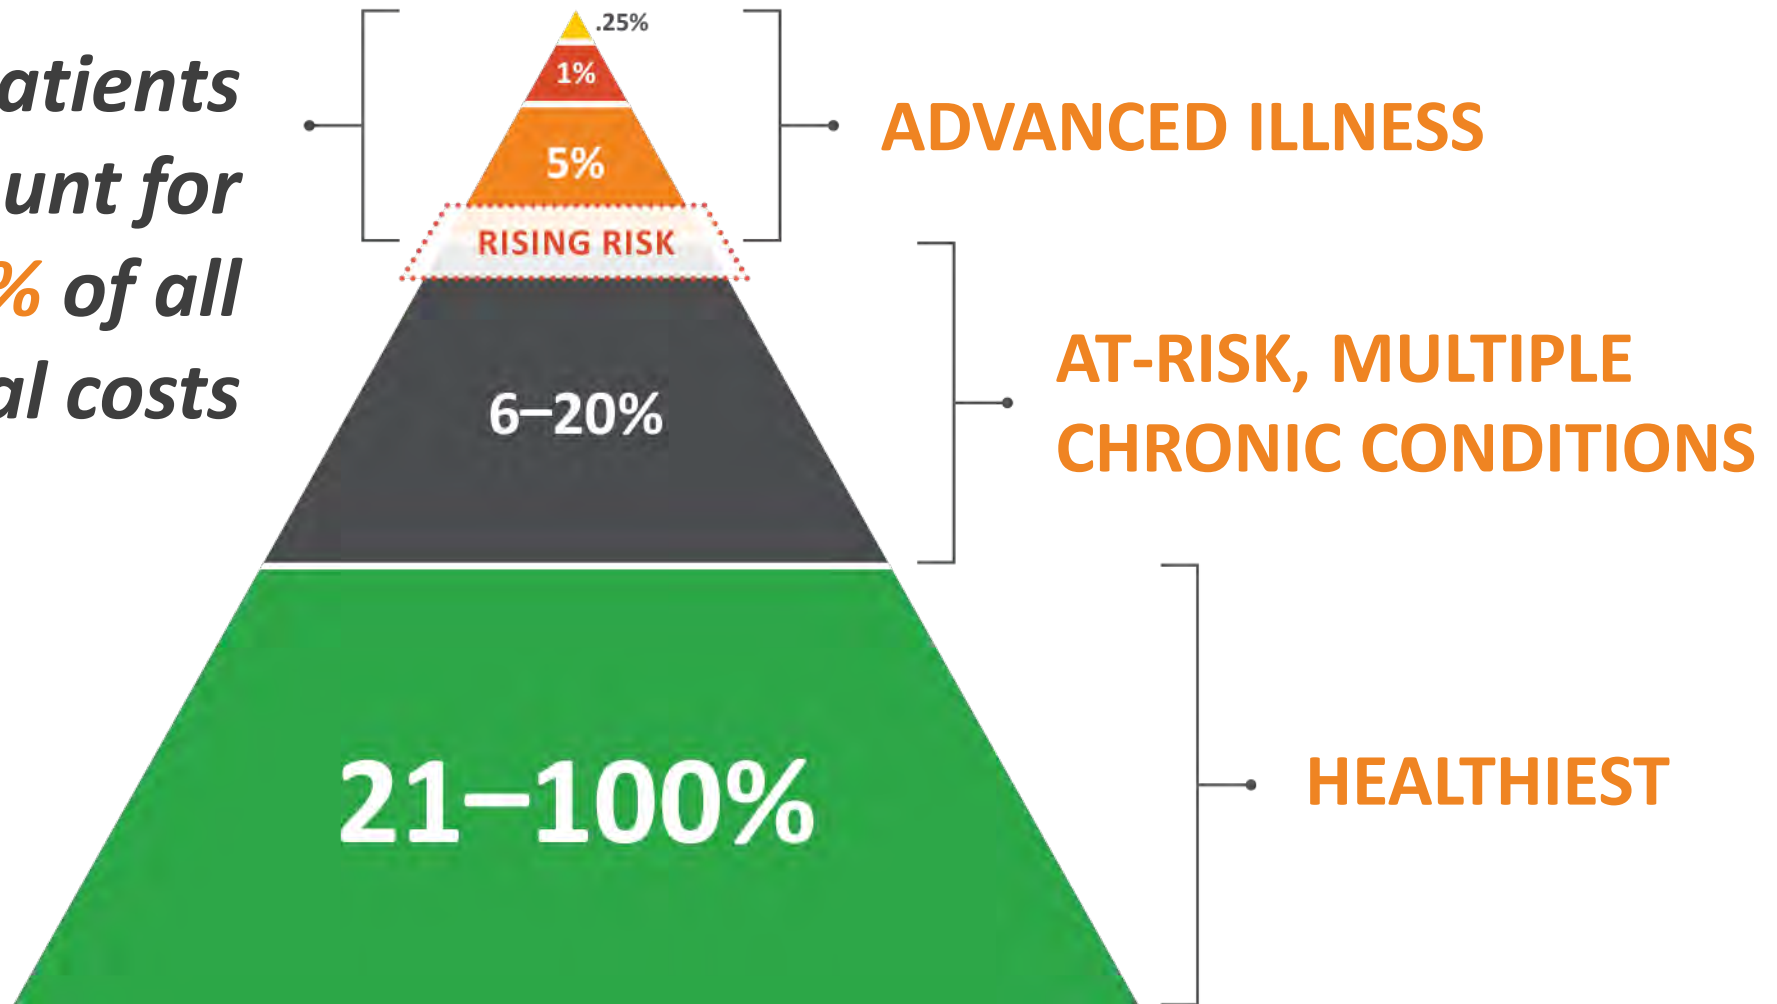 atients
unt for
% of all
al costs
.25%
1%
5%
RISING RISK
6–20%
21–100%
ADVANCED ILLNESS
AT-RISK, MULTIPLE
CHRONIC CONDITIONS
HEALTHIEST